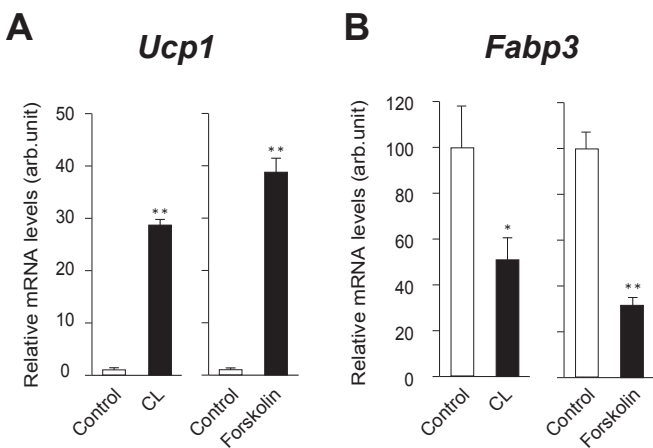 A
Ucp1
Relative mRNA levels (arb.unit)
50
40
30
20
10
0
**
**
Control
CL
Control
Forskolin
B
Fabp3
Relative mRNA levels (arb.unit)
120
100
80
60
40
20
0
*
**
Control
CL
Control
Forskolin